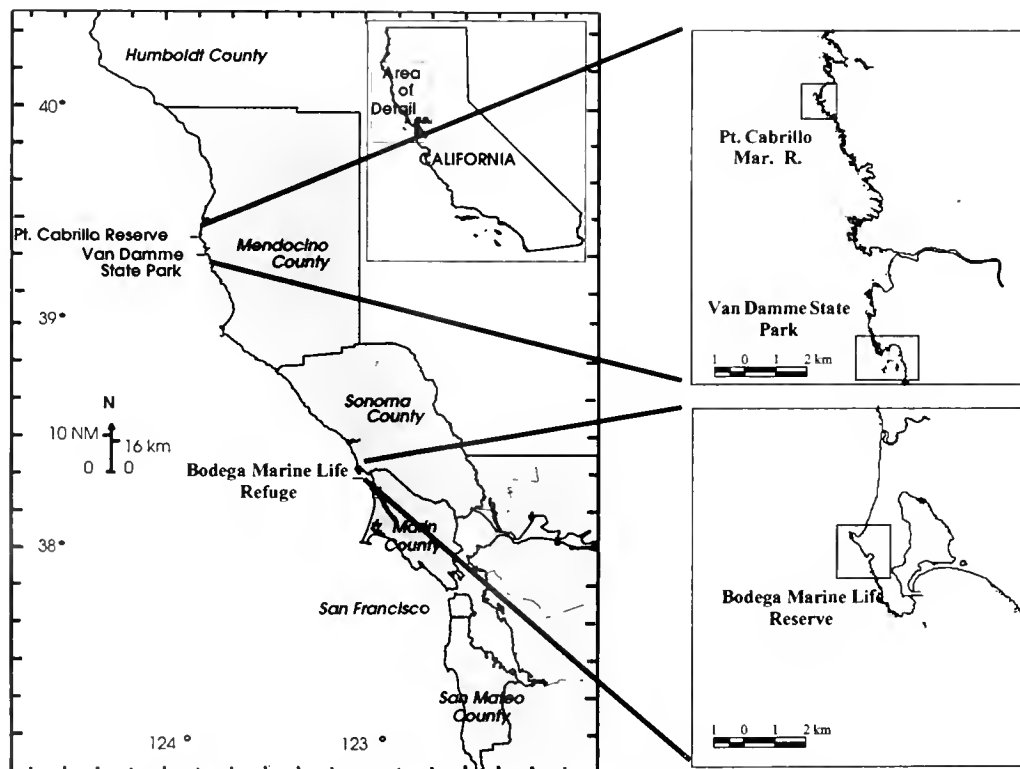 Humboldt County
40°
Area
of
Detail
CALIFORNIA
Pt. Cabrillo Reserve
Van Damme
State Park
Mendocino
County
39°
Sonoma
County
N
10 NM
16 km
0
0
Bodega Marine Life
Refuge
Marin
County
38°
San Francisco
San Mateo
County
124°
123°
Pt. Cabrillo
Mar. R.
Van Damme State
Park
1 0 1 2 km
Bodega Marine Life
Reserve
1 0 1 2 km